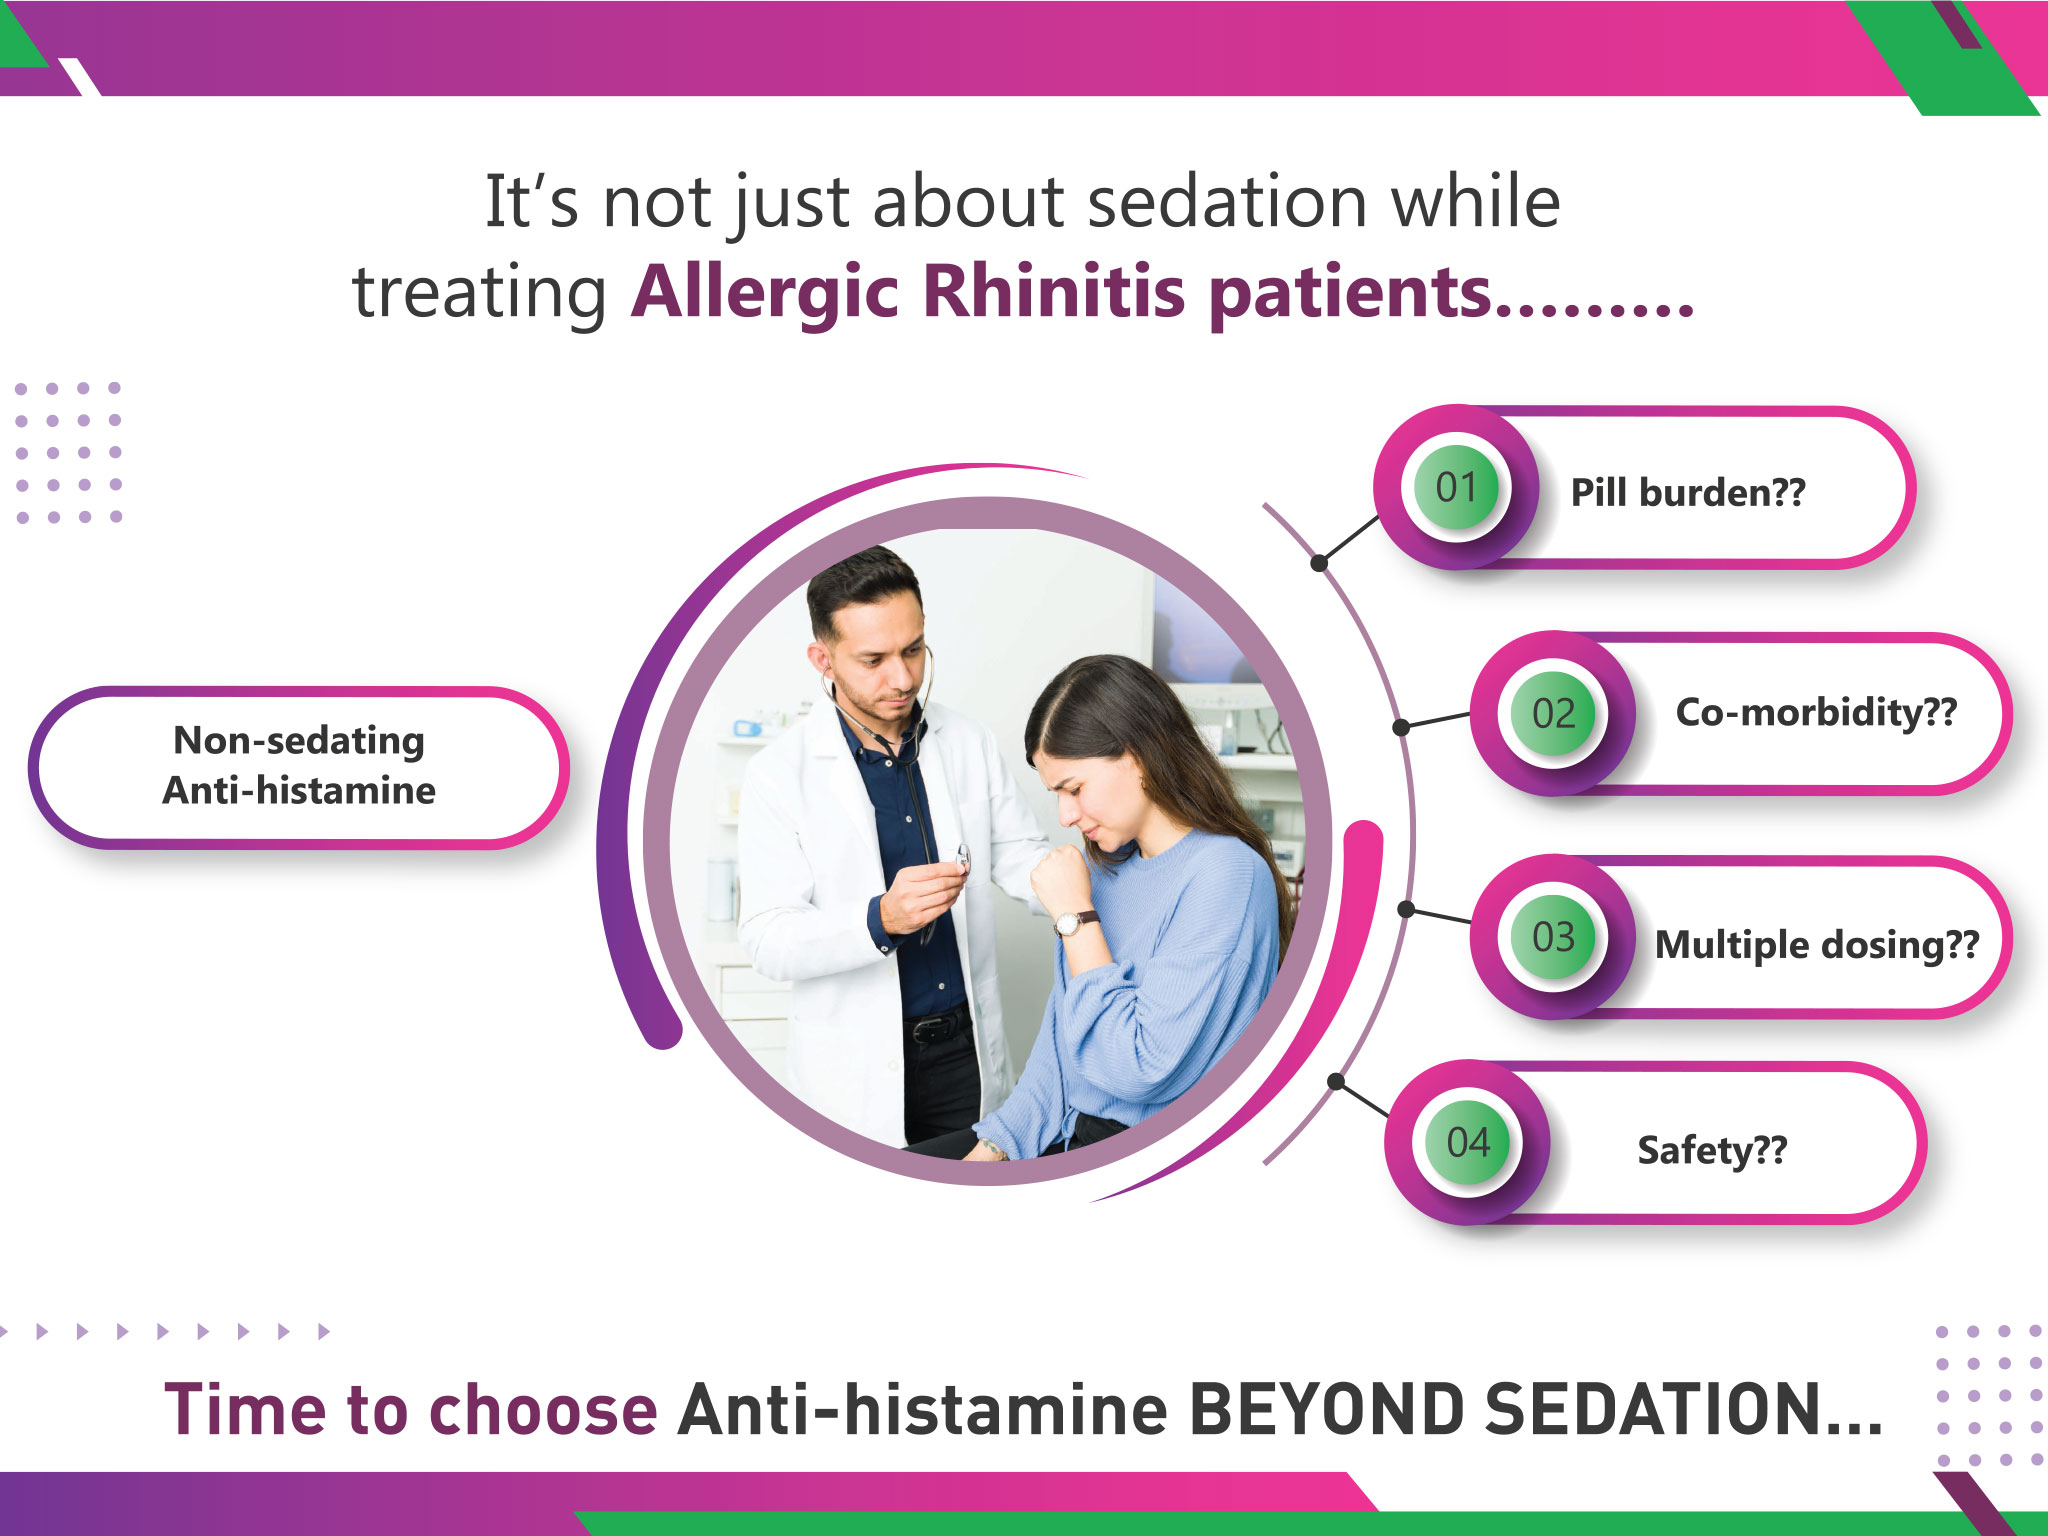 It’s not just about sedation while
treating Allergic Rhinitis patients.........
Non-sedating
Anti-histamine
01 Pill burden??
02 Co-morbidity??
03 Multiple dosing??
04 Safety??
Time to choose Anti-histamine BEYOND SEDATION...